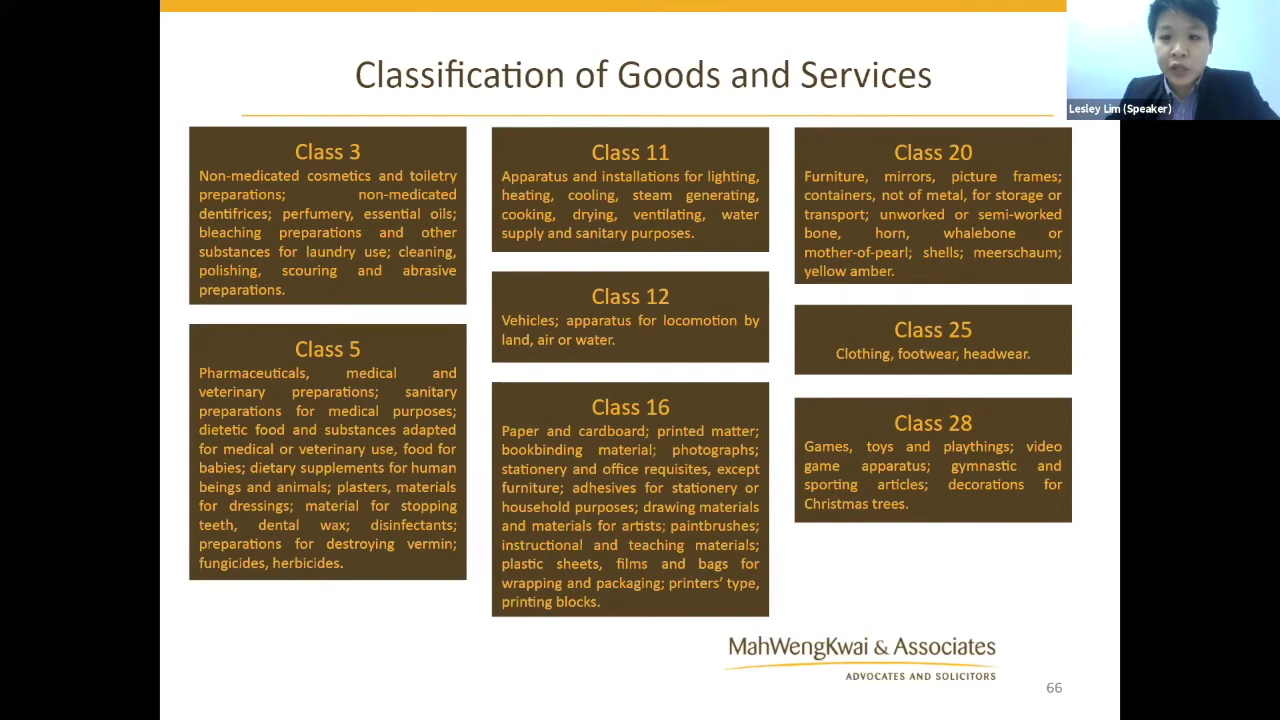 Classification of Goods and Services
Lesley Lim (Speaker)
Class 3
Non-medicated cosmetics and toiletry
preparations; non-medicated
dentifrices; perfumery, essential oils;
bleaching preparations and other
substances for laundry use; cleaning,
polishing, scouring and abrasive
preparations.
Class 5
Pharmaceuticals, medical and
veterinary preparations; sanitary
preparations for medical purposes;
dietetic food and substances adapted
for medical or veterinary use, food for
babies; dietary supplements for human
beings and animals; plasters, materials
for dressings; material for stopping
teeth, dental wax; disinfectants;
preparations for destroying vermin;
fungicides, herbicides.
Class 11
Apparatus and installations for lighting,
heating, cooling, steam generating,
cooking, drying, ventilating, water
supply and sanitary purposes.
Class 12
Vehicles; apparatus for locomotion by
land, air or water.
Class 16
Paper and cardboard; printed matter;
bookbinding material; photographs;
stationery and office requisites, except
furniture; adhesives for stationery or
household purposes; drawing materials
and materials for artists; paintbrushes;
instructional and teaching materials;
plastic sheets, films and bags for
wrapping and packaging; printers’ type,
printing blocks.
Class 20
Furniture, mirrors, picture frames;
containers, not of metal, for storage or
transport; unworked or semi-worked
bone, horn, whalebone or
mother-of-pearl; shells; meerschaum;
yellow amber.
Class 25
Clothing, footwear, headwear.
Class 28
Games, toys and playthings; video
game apparatus; gymnastic and
sporting articles; decorations for
Christmas trees.
MahWengKwai & Associates
ADVOCATES AND SOLICITORS
66